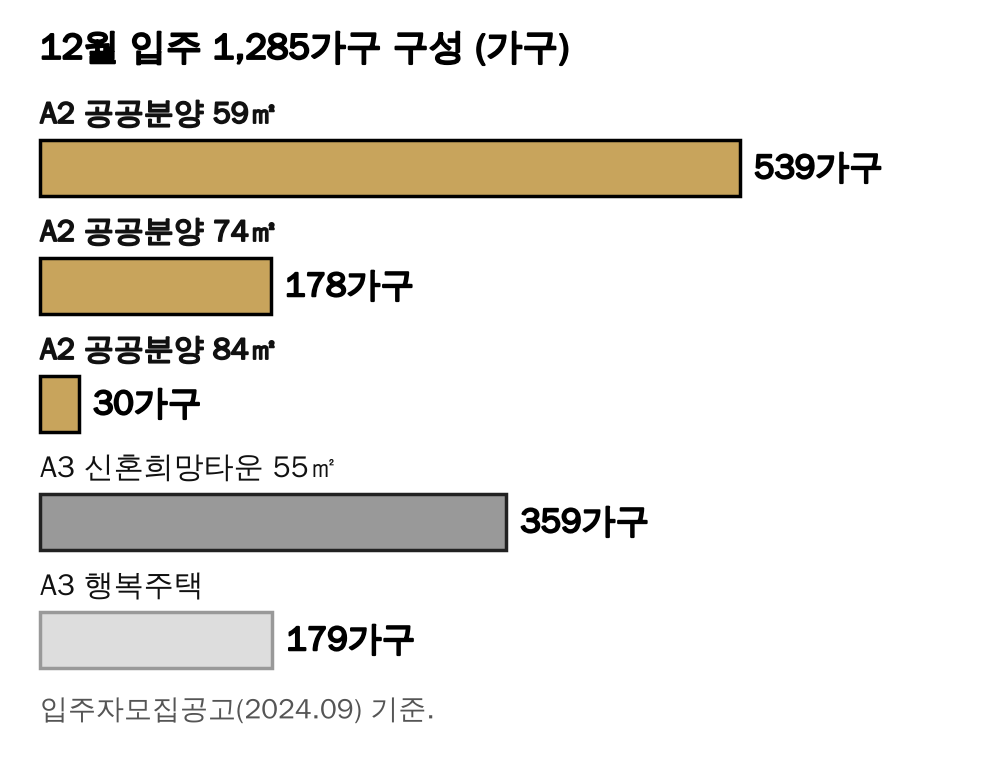 12월 입주 1,285가구 구성 (가구)
A2 공공분양 59㎡
539가구
A2 공공분양 74㎡
178가구
A2 공공분양 84㎡
30가구
A3 신혼희망타운 55㎡
359가구
A3 행복주택
179가구
입주자모집공고(2024.09) 기준.